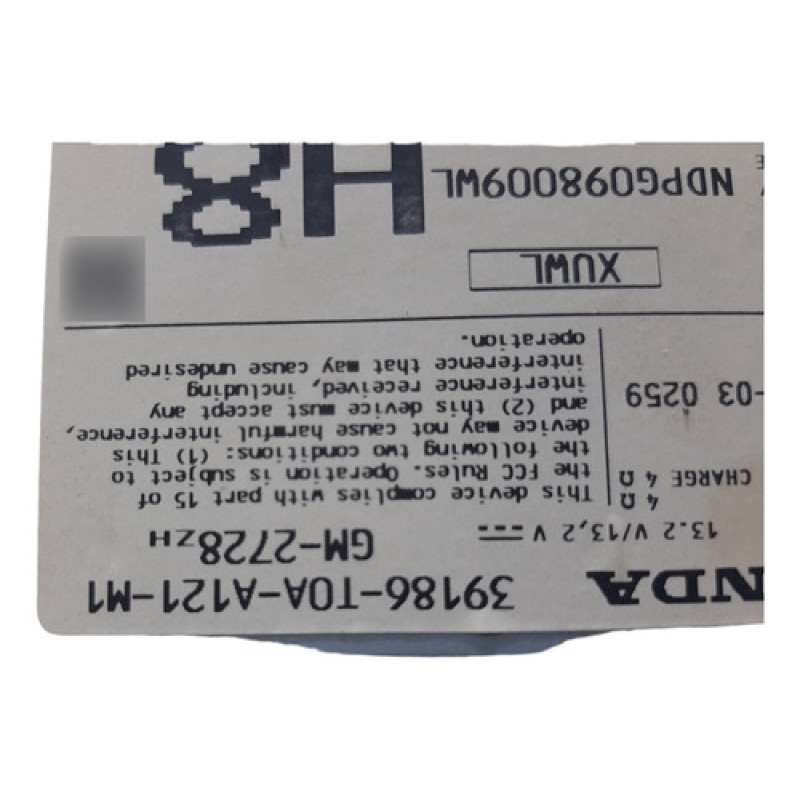 NDA 39186-T0A-A121-M1
13.2 V/13,2 V GM-2728ZH
4 Ω
CHARGE 4 Ω
-03 0259
This device complies with part 15 of
the FCC Rules. Operation is subject to
the following two conditions: (1) This
device may not cause harmful interference,
and (2) this device must accept any
interference received, including
interference that may cause undesired
operation.
XUWL
NDPG098009WL
H8